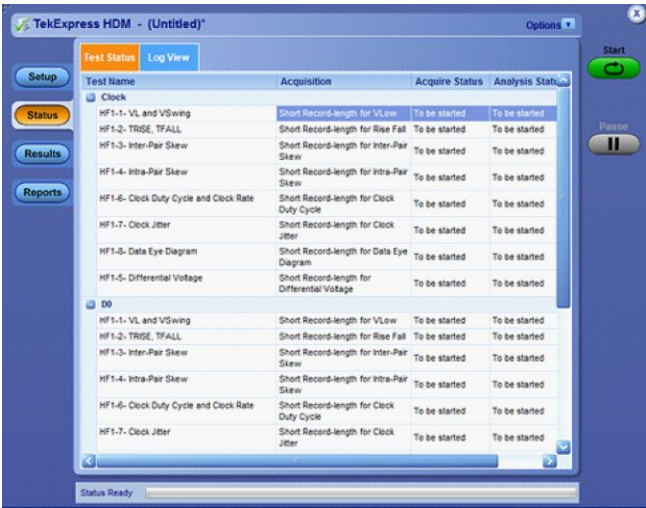 TekExpress HDM - (Untitled)*
Options
x
Start
Pause
Setup
Status
Results
Reports
Test Status Log View
Test Name Acquisition Acquire Status Analysis Statu
Clock
HF1-1- VL and VSwing Short Record-length for VLow To be started To be started
HF1-2- TRISE, TFALL Short Record-length for Rise Fall To be started To be started
HF1-3- Inter-Pair Skew Short Record-length for Inter-Pair Skew To be started To be started
HF1-4- Intra-Pair Skew Short Record-length for Intra-Pair Skew To be started To be started
HF1-6- Clock Duty Cycle and Clock Rate Short Record-length for Clock Duty Cycle To be started To be started
HF1-7- Clock Jitter Short Record-length for Clock Jitter To be started To be started
HF1-8- Data Eye Diagram Short Record-length for Data Eye Diagram To be started To be started
HF1-5- Differential Voltage Short Record-length for Differential Voltage To be started To be started
D0
HF1-1- VL and VSwing Short Record-length for VLow To be started To be started
HF1-2- TRISE, TFALL Short Record-length for Rise Fall To be started To be started
HF1-3- Inter-Pair Skew Short Record-length for Inter-Pair Skew To be started To be started
HF1-4- Intra-Pair Skew Short Record-length for Intra-Pair Skew To be started To be started
HF1-6- Clock Duty Cycle and Clock Rate Short Record-length for Clock Duty Cycle To be started To be started
HF1-7- Clock Jitter Short Record-length for Clock Jitter To be started To be started
Status Ready